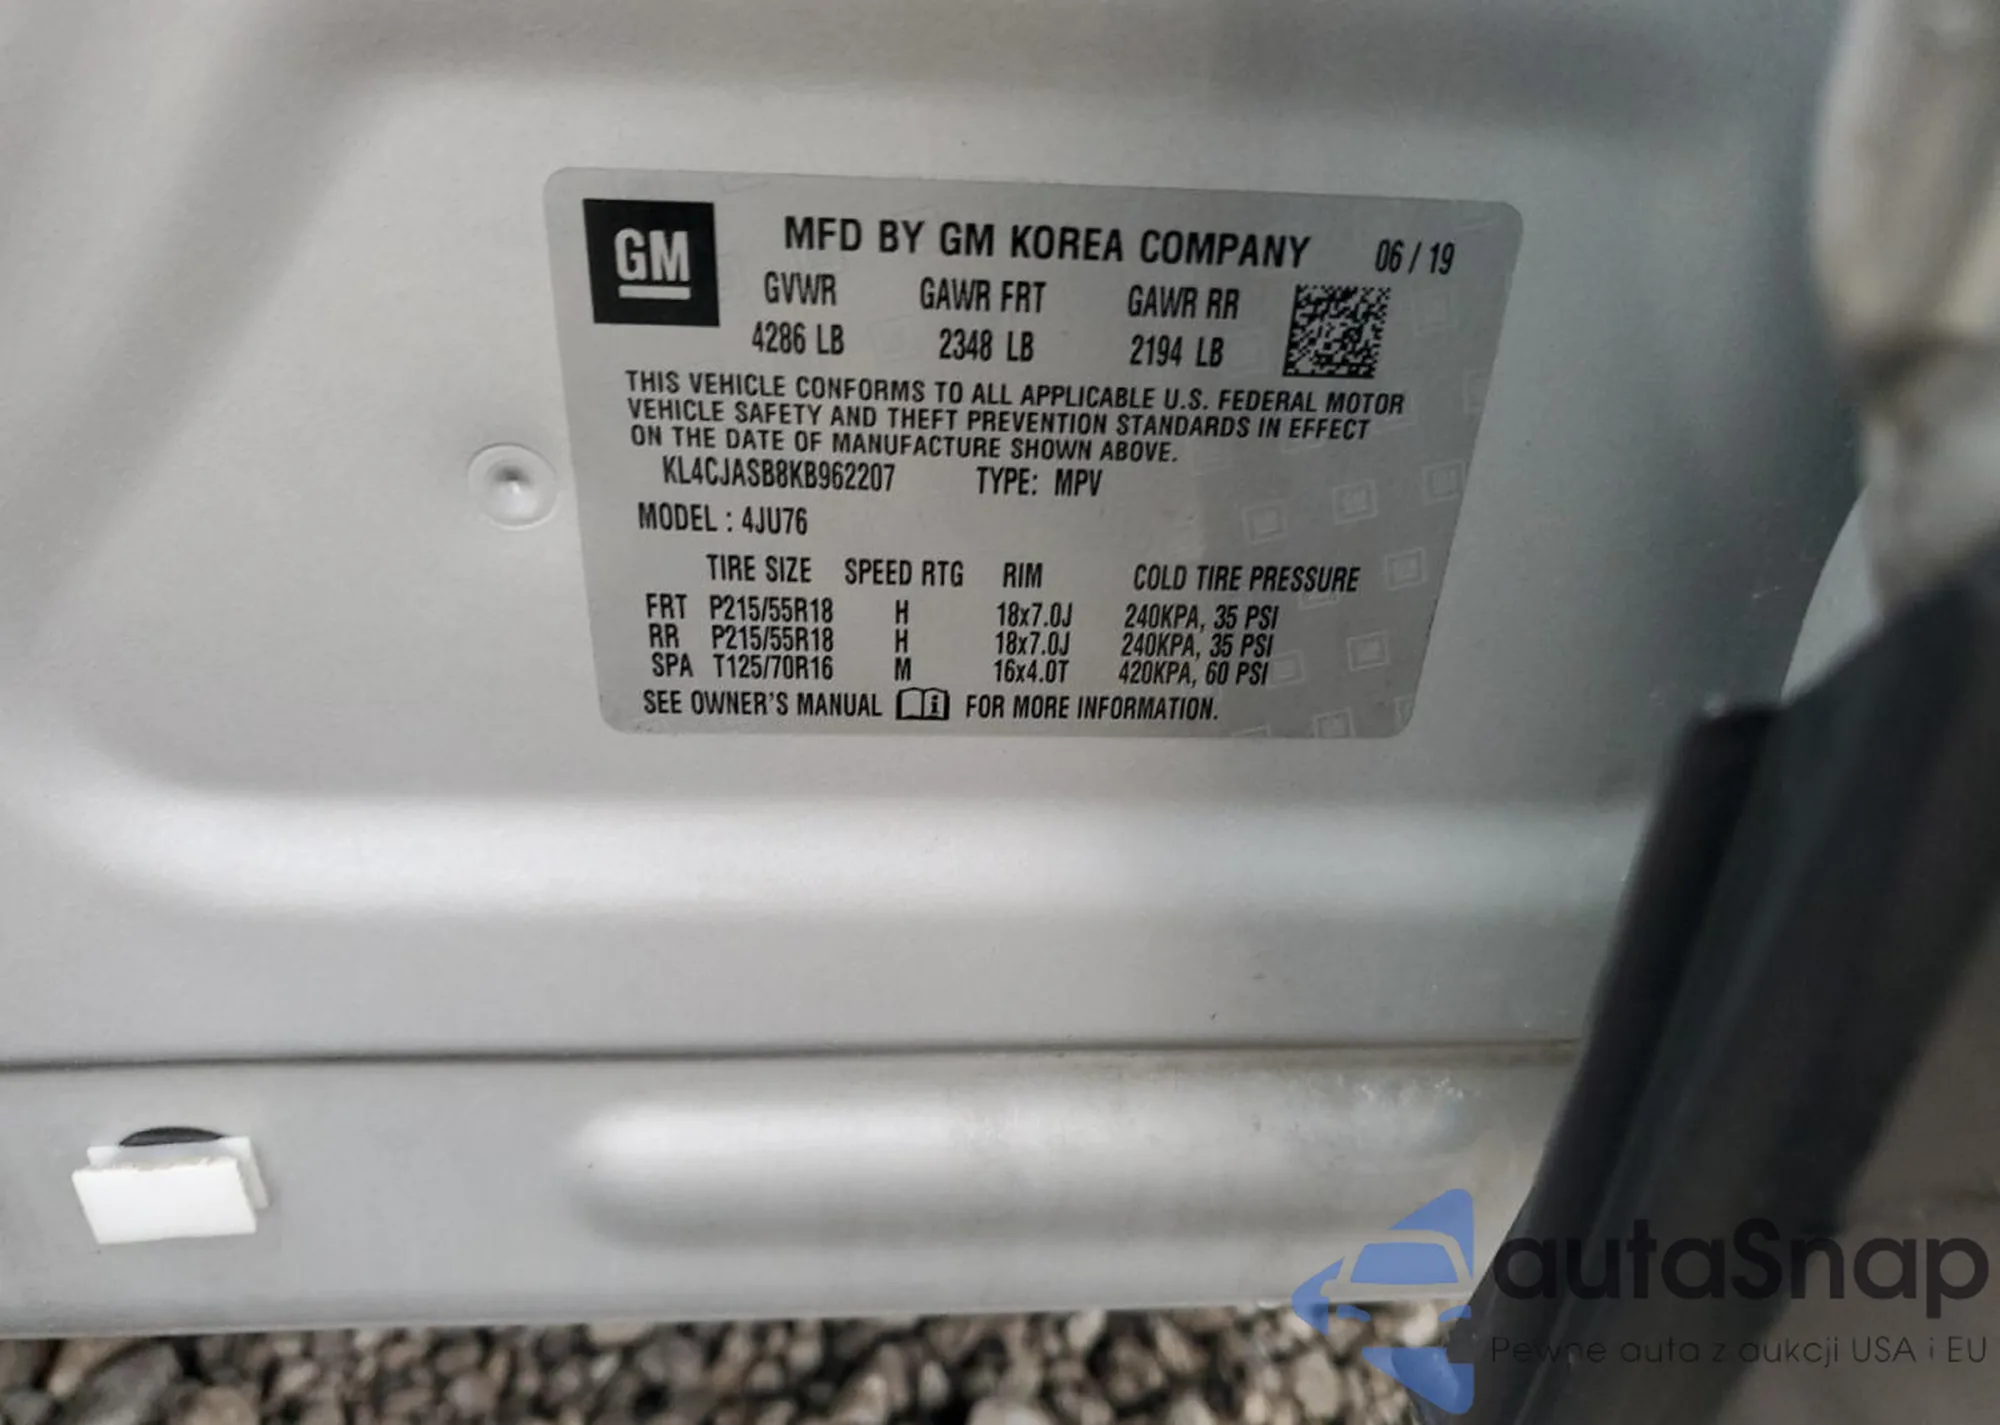 GM
MFD BY GM KOREA COMPANY 06 / 19
GVWR GAWR FRT GAWR RR
4286 LB 2348 LB 2194 LB
THIS VEHICLE CONFORMS TO ALL APPLICABLE U.S. FEDERAL MOTOR
VEHICLE SAFETY AND THEFT PREVENTION STANDARDS IN EFFECT
ON THE DATE OF MANUFACTURE SHOWN ABOVE.
KL4CJASB8KB962207 TYPE: MPV
MODEL : 4JU76
TIRE SIZE SPEED RTG RIM COLD TIRE PRESSURE
FRT P215/55R18 H 18x7.0J 240KPA, 35 PSI
RR P215/55R18 H 18x7.0J 240KPA, 35 PSI
SPA T125/70R16 M 16x4.0T 420KPA, 60 PSI
SEE OWNER'S MANUAL i FOR MORE INFORMATION.
autaSnap
Pewne auta z aukcji USA i EU